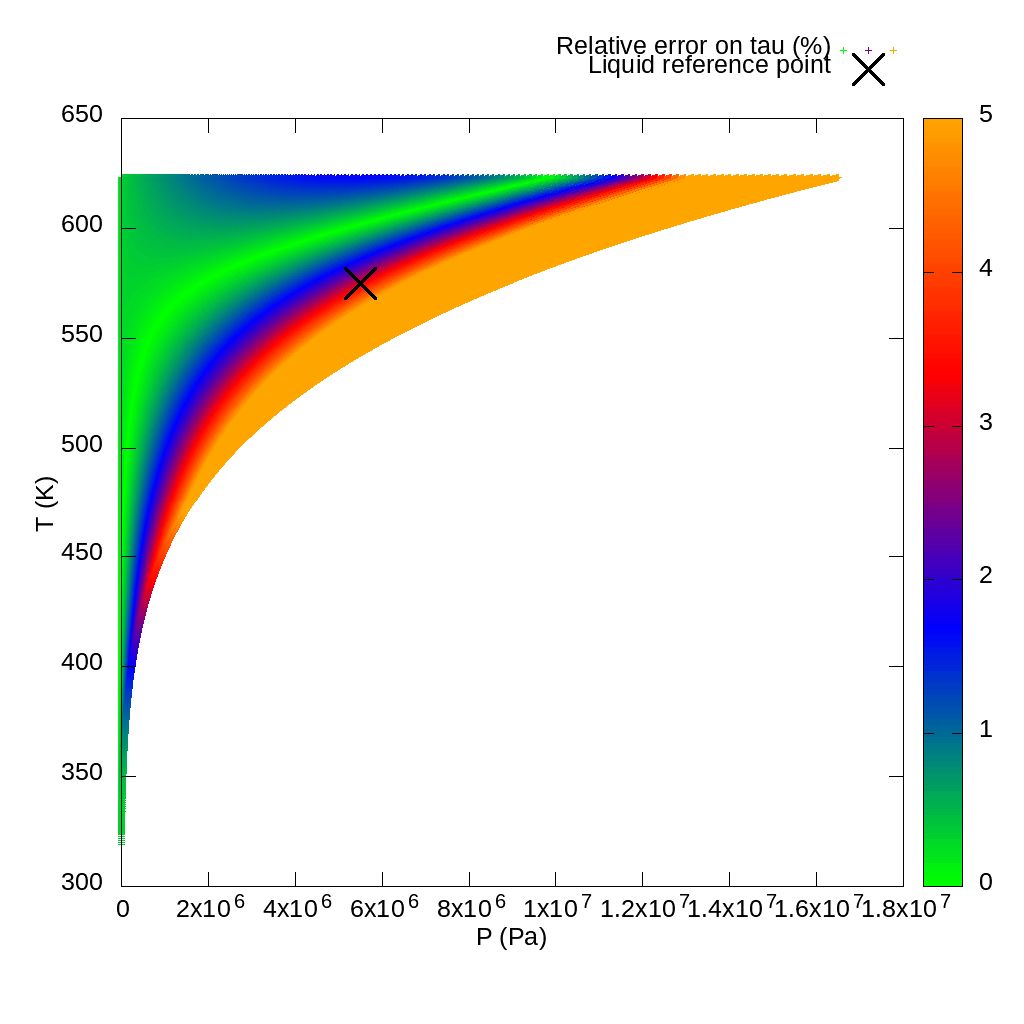 Relative error on tau (%)
Liquid reference point
650
600
550
500
450
400
350
300
T (K)
0 2x10^6 4x10^6 6x10^6 8x10^6 1x10^7 1.2x10^7 1.4x10^7 1.6x10^7 1.8x10^7
P (Pa)
5
4
3
2
1
0